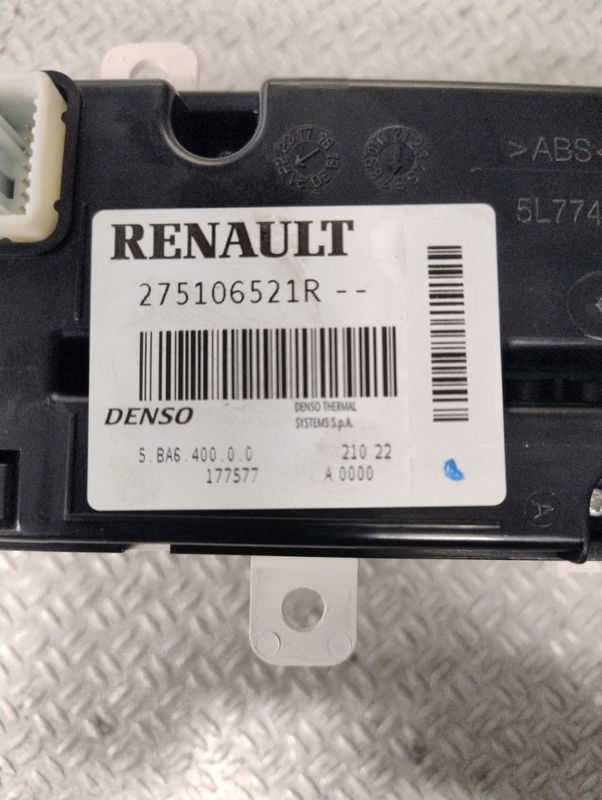 >ABS<
5L774
RENAULT
275106521R --
DENSO
DENSO THERMAL
SYSTEMS S.p.A.
5.BA6.400.0.0
210 22
177577
A 0000